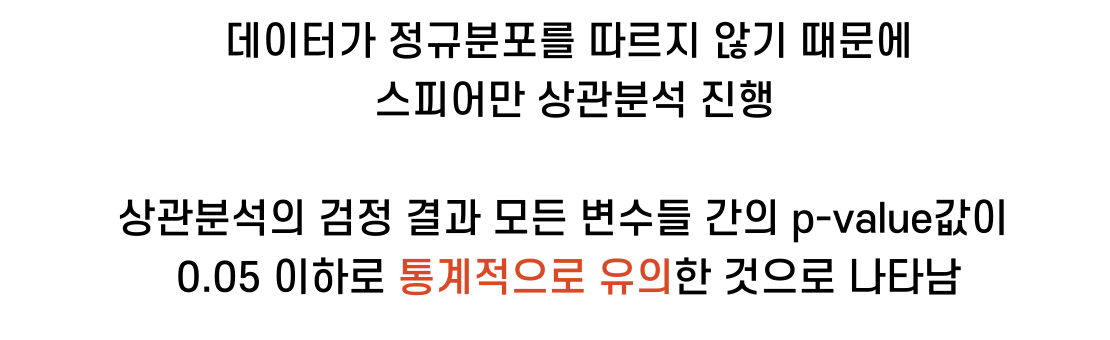 데이터가 정규분포를 따르지 않기 때문에
스피어만 상관분석 진행
상관분석의 검정 결과 모든 변수들 간의 p-value값이
0.05 이하로 통계적으로 유의한 것으로 나타남